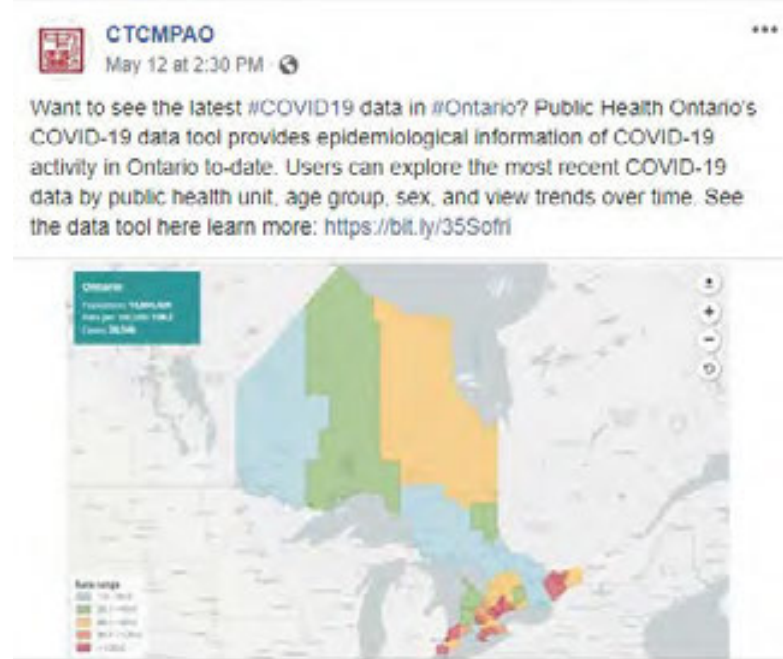 CTCMPAO
May 12 at 2:30 PM
Want to see the latest #COVID19 data in #Ontario? Public Health Ontario's
COVID-19 data tool provides epidemiological information of COVID-19
activity in Ontario to-date. Users can explore the most recent COVID-19
data by public health unit, age group, sex, and view trends over time. See
the data tool here learn more: https://bit.ly/35Sofri
Ontario
Rate range